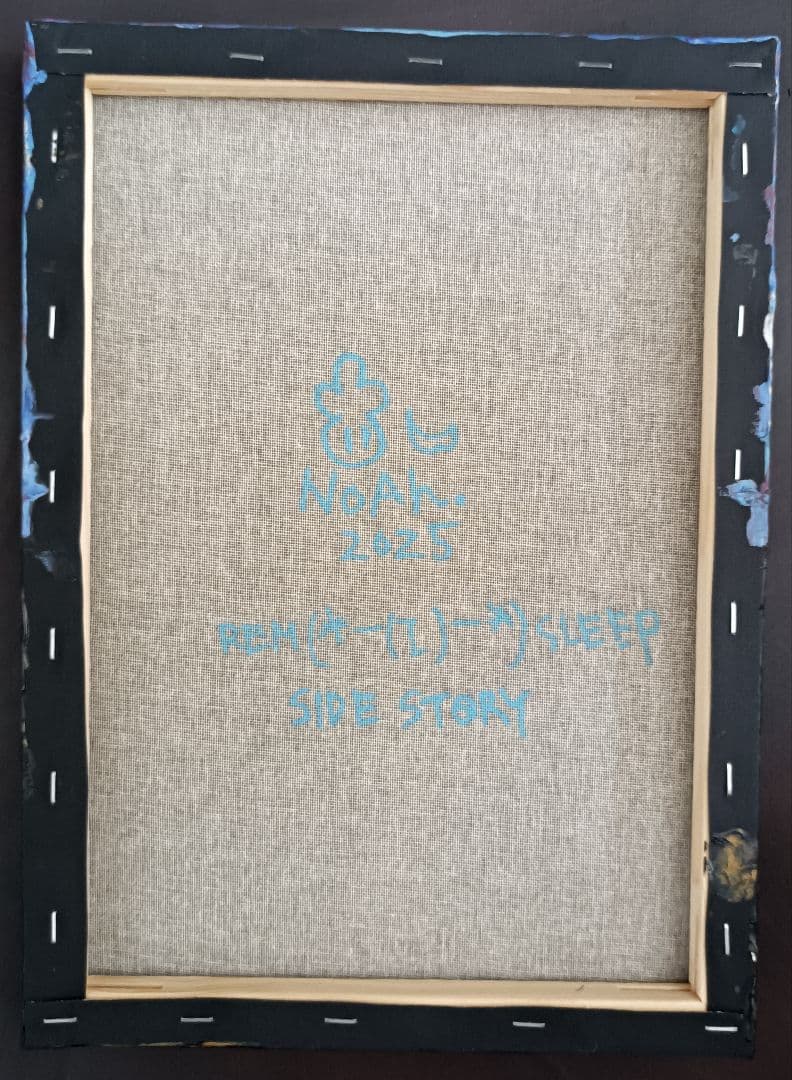 NoAh.
2025
REM(*-(I)-*)SLEEP
SIDE STORY